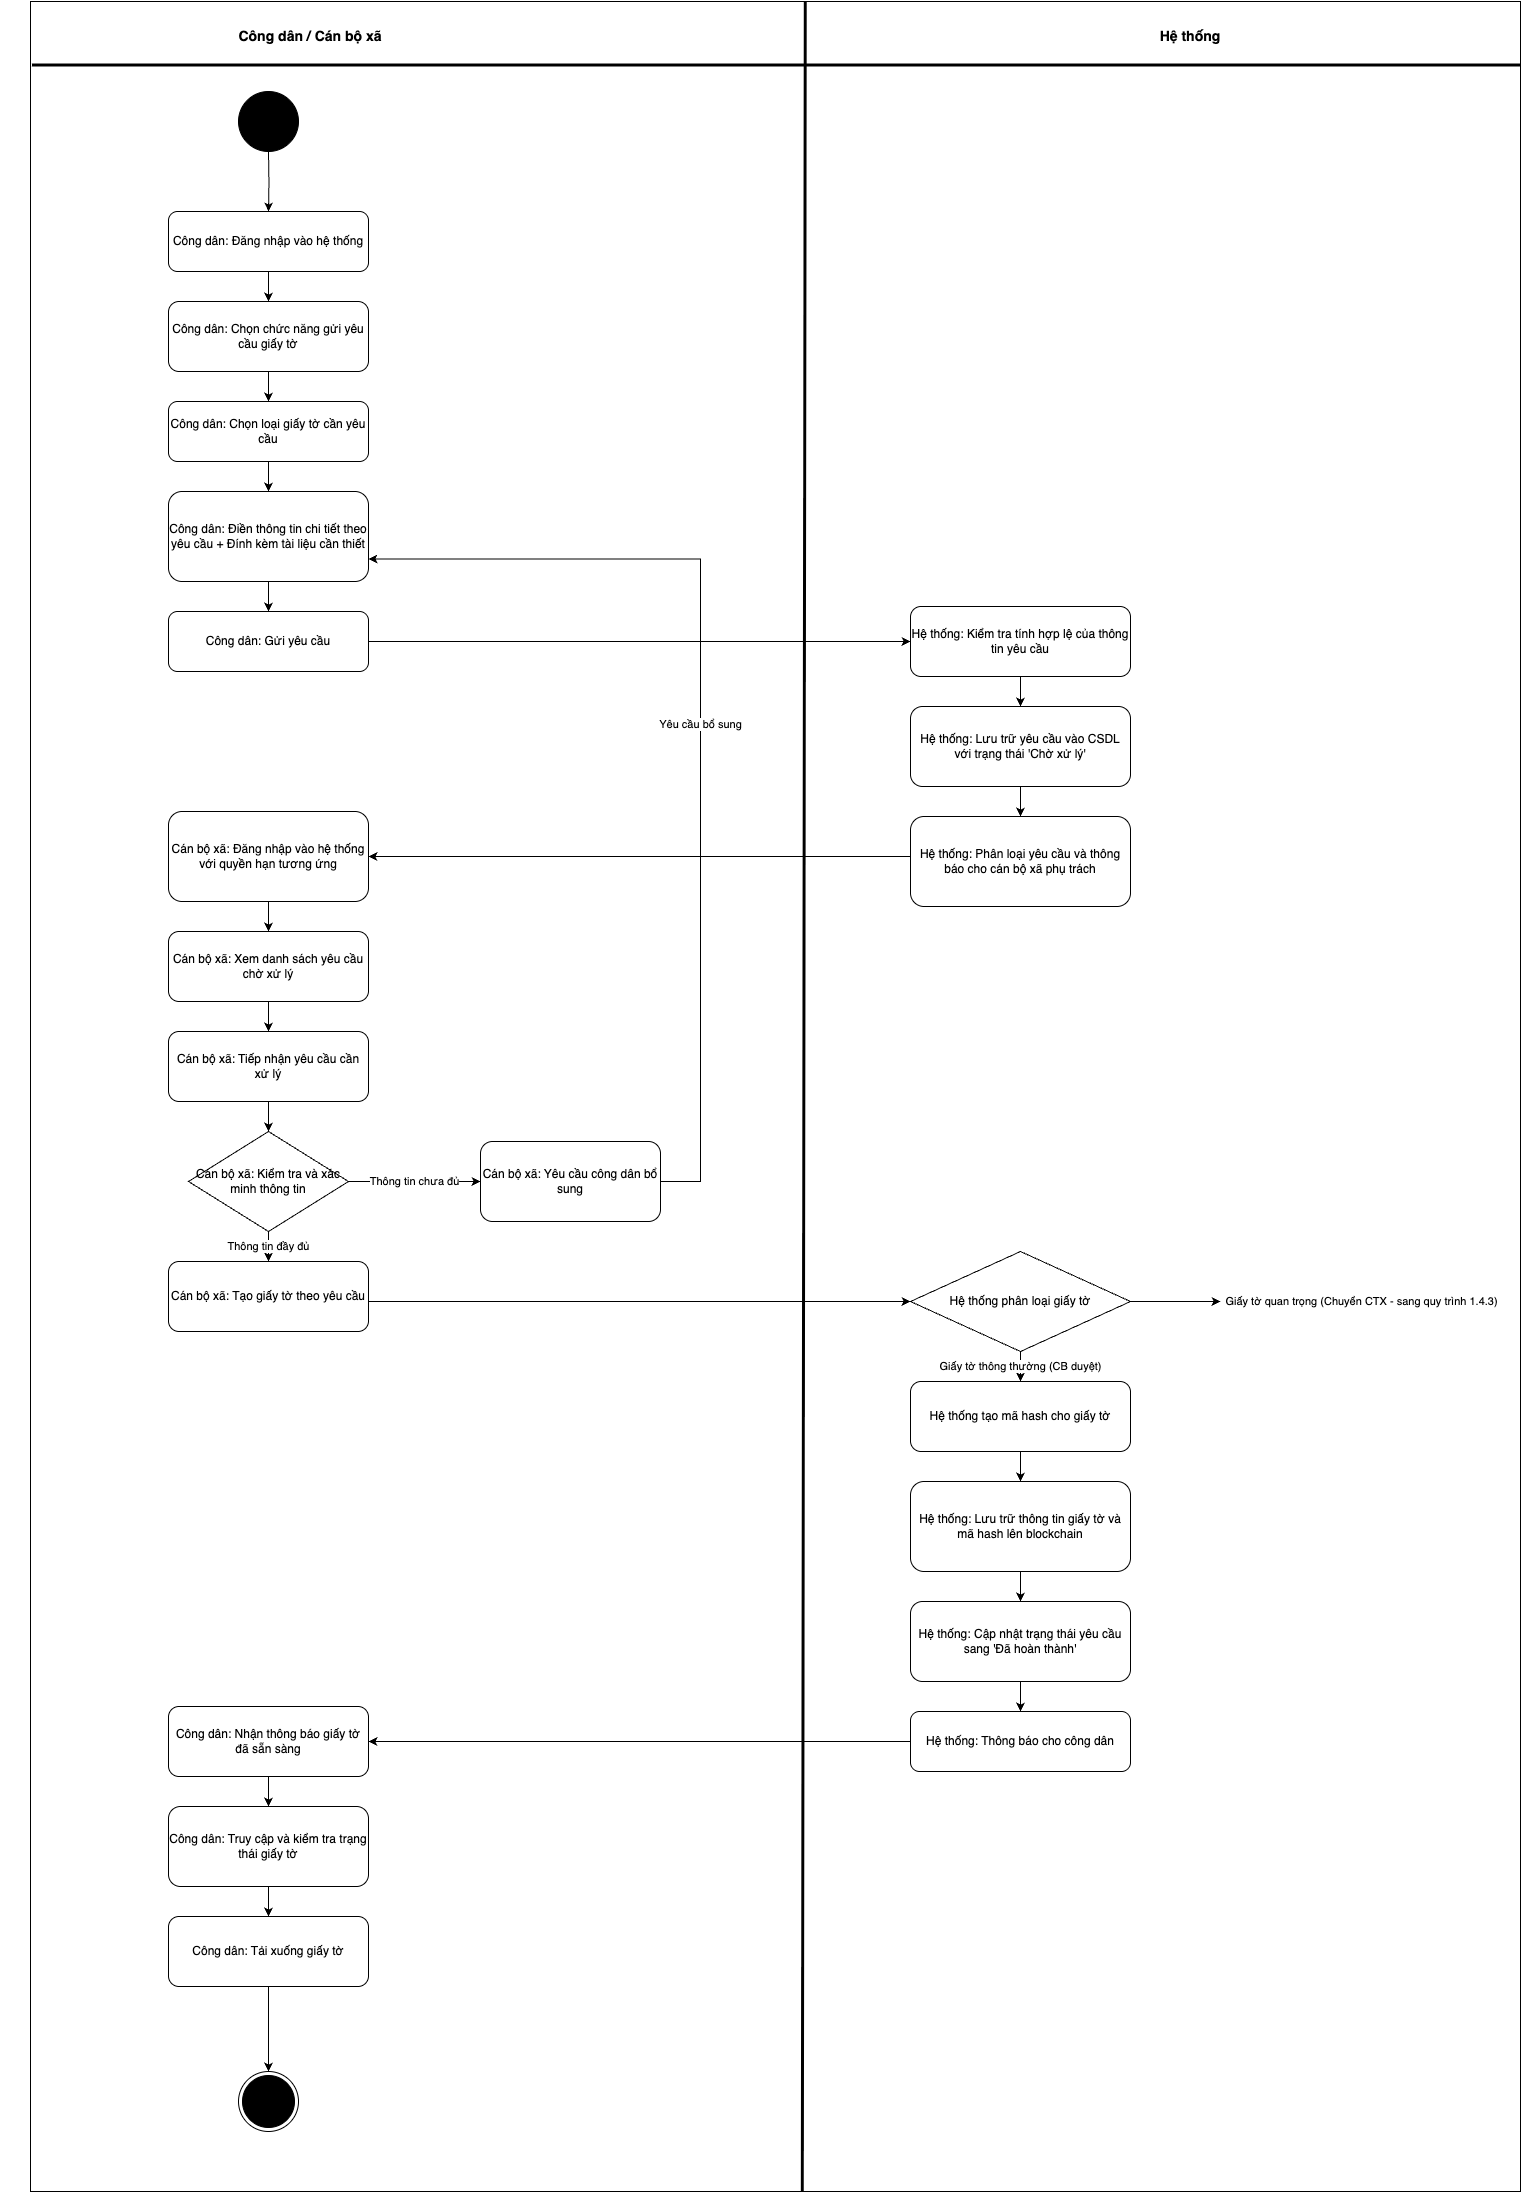 Công dân / Cán bộ xã
Hệ thống
Công dân: Đăng nhập vào hệ thống
Công dân: Chọn chức năng gửi yêu
cầu giấy tờ
Công dân: Chọn loại giấy tờ cần yêu
cầu
Công dân: Điền thông tin chi tiết theo
yêu cầu + Đính kèm tài liệu cần thiết
Công dân: Gửi yêu cầu
Hệ thống: Kiểm tra tính hợp lệ của thông
tin yêu cầu
Yêu cầu bổ sung
Hệ thống: Lưu trữ yêu cầu vào CSDL
với trạng thái 'Chờ xử lý'
Cán bộ xã: Đăng nhập vào hệ thống
với quyền hạn tương ứng
Hệ thống: Phân loại yêu cầu và thông
báo cho cán bộ xã phụ trách
Cán bộ xã: Xem danh sách yêu cầu
chờ xử lý
Cán bộ xã: Tiếp nhận yêu cầu cần
xử lý
Cán bộ xã: Kiểm tra và xác
minh thông tin
Thông tin chưa đủ
Cán bộ xã: Yêu cầu công dân bổ
sung
Thông tin đầy đủ
Cán bộ xã: Tạo giấy tờ theo yêu cầu
Hệ thống phân loại giấy tờ
Giấy tờ quan trọng (Chuyển CTX - sang quy trình 1.4.3)
Giấy tờ thông thường (CB duyệt)
Hệ thống tạo mã hash cho giấy tờ
Hệ thống: Lưu trữ thông tin giấy tờ và
mã hash lên blockchain
Hệ thống: Cập nhật trạng thái yêu cầu
sang 'Đã hoàn thành'
Công dân: Nhận thông báo giấy tờ
đã sẵn sàng
Hệ thống: Thông báo cho công dân
Công dân: Truy cập và kiểm tra trạng
thái giấy tờ
Công dân: Tải xuống giấy tờ